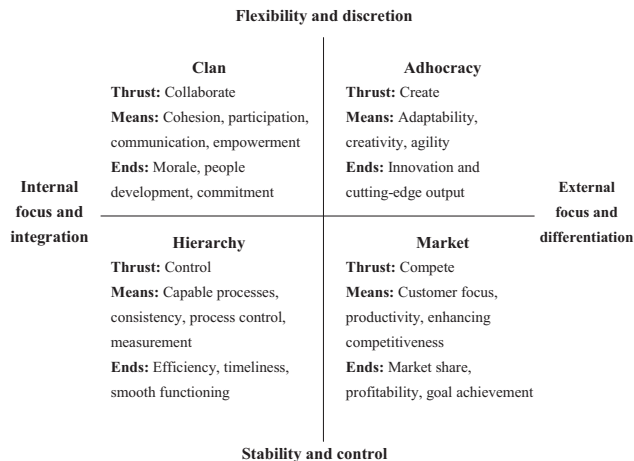 Flexibility and discretion
Clan
Thrust: Collaborate
Means: Cohesion, participation,
communication, empowerment
Ends: Morale, people
development, commitment
Adhocracy
Thrust: Create
Means: Adaptability,
creativity, agility
Ends: Innovation and
cutting-edge output
Internal
focus and
integration
External
focus and
differentiation
Hierarchy
Thrust: Control
Means: Capable processes,
consistency, process control,
measurement
Ends: Efficiency, timeliness,
smooth functioning
Market
Thrust: Compete
Means: Customer focus,
productivity, enhancing
competitiveness
Ends: Market share,
profitability, goal achievement
Stability and control